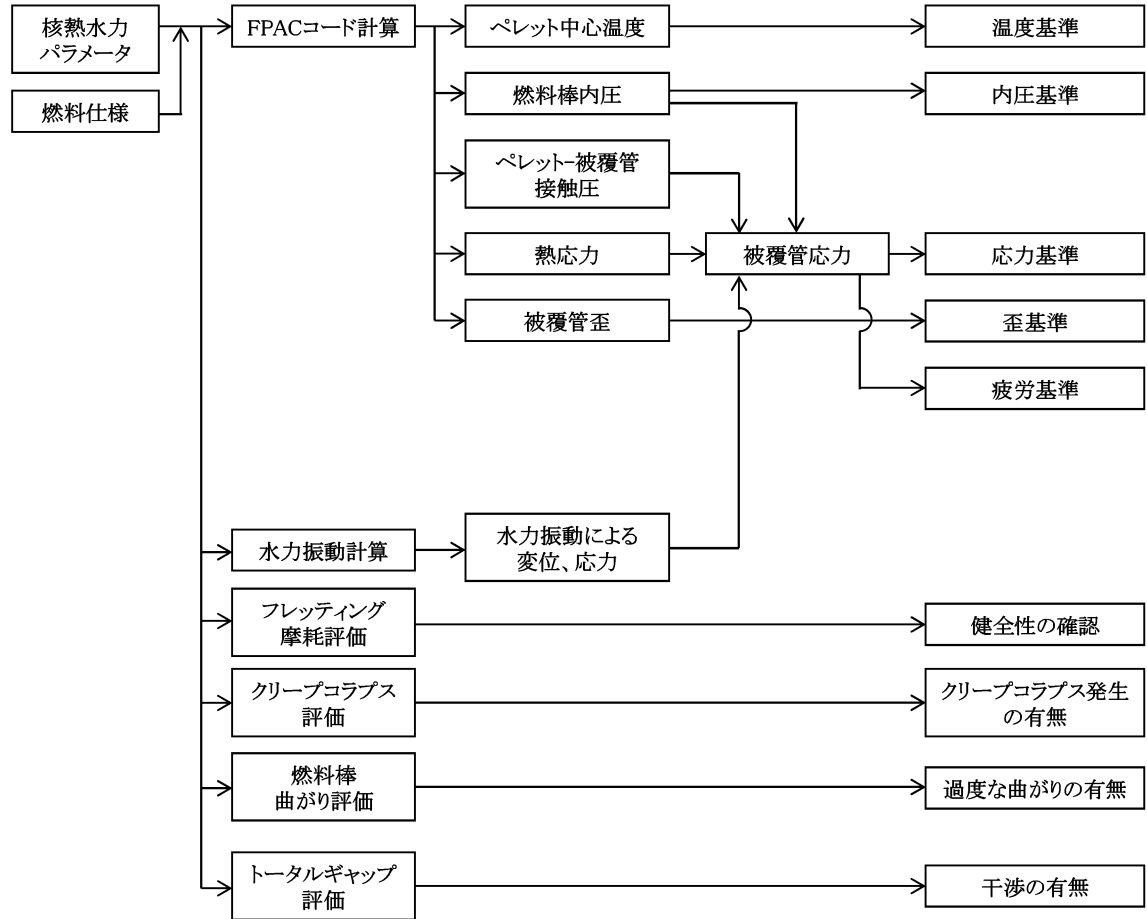 核熱水力
パラメータ
燃料仕様
FPACコード計算
ペレット中心温度
温度基準
燃料棒内圧
内圧基準
ペレット-被覆管
接触圧
熱応力
被覆管応力
応力基準
被覆管歪
歪基準
疲労基準
水力振動計算
水力振動による
変位、応力
フレッティング
摩耗評価
健全性の確認
クリープコラプス
評価
クリープコラプス発生
の有無
燃料棒
曲がり評価
過度な曲がりの有無
トータルギャップ
評価
干渉の有無